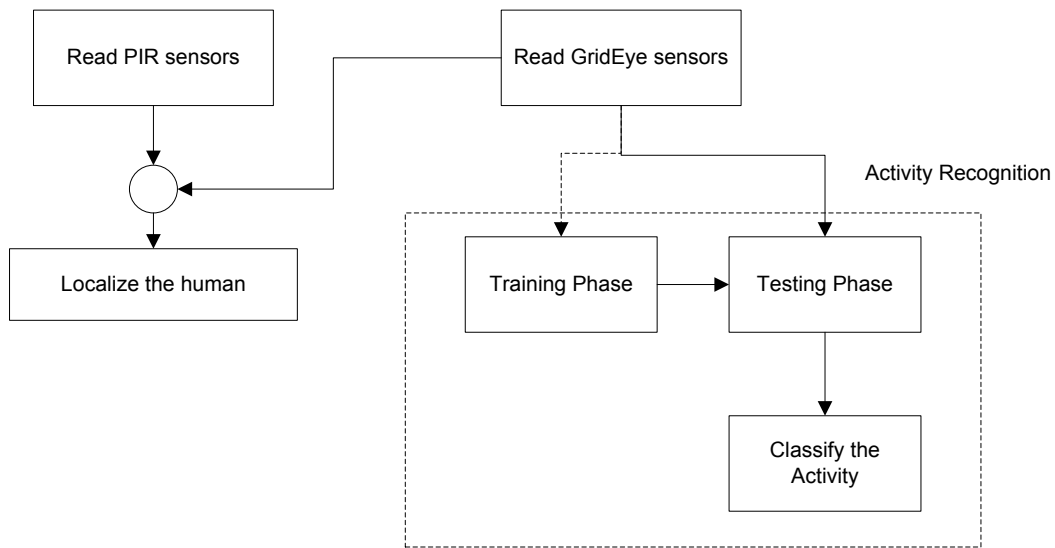 Read PIR sensors
Read GridEye sensors
Activity Recognition
Localize the human
Training Phase
Testing Phase
Classify the
Activity